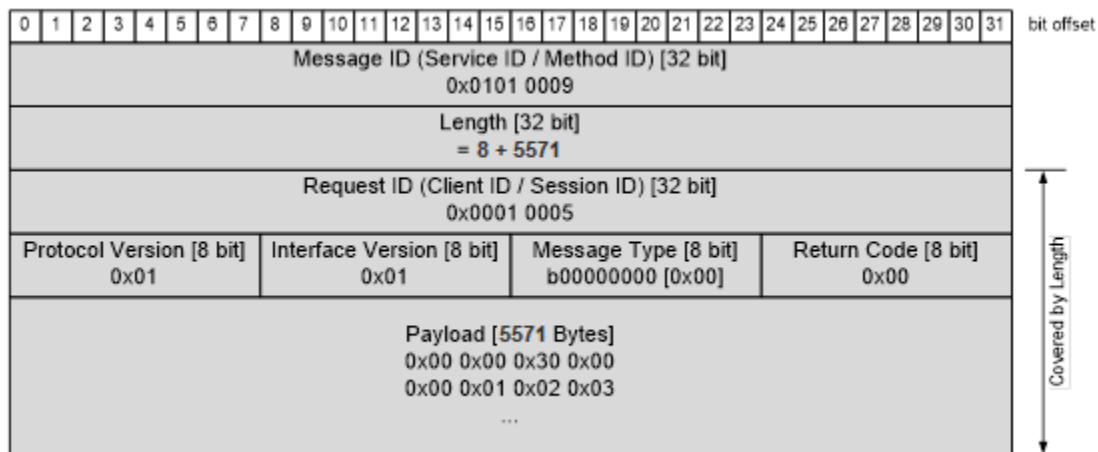 0 1 2 3 4 5 6 7 8 9 10 11 12 13 14 15 16 17 18 19 20 21 22 23 24 25 26 27 28 29 30 31 bit offset
Message ID (Service ID / Method ID) [32 bit]
0x0101 0009
Length [32 bit]
= 8 + 5571
Request ID (Client ID / Session ID) [32 bit]
0x0001 0005
Protocol Version [8 bit] Interface Version [8 bit] Message Type [8 bit] Return Code [8 bit]
0x01 0x01 b00000000 [0x00] 0x00
Payload [5571 Bytes]
0x00 0x00 0x30 0x00
0x00 0x01 0x02 0x03
...
Covered by Length